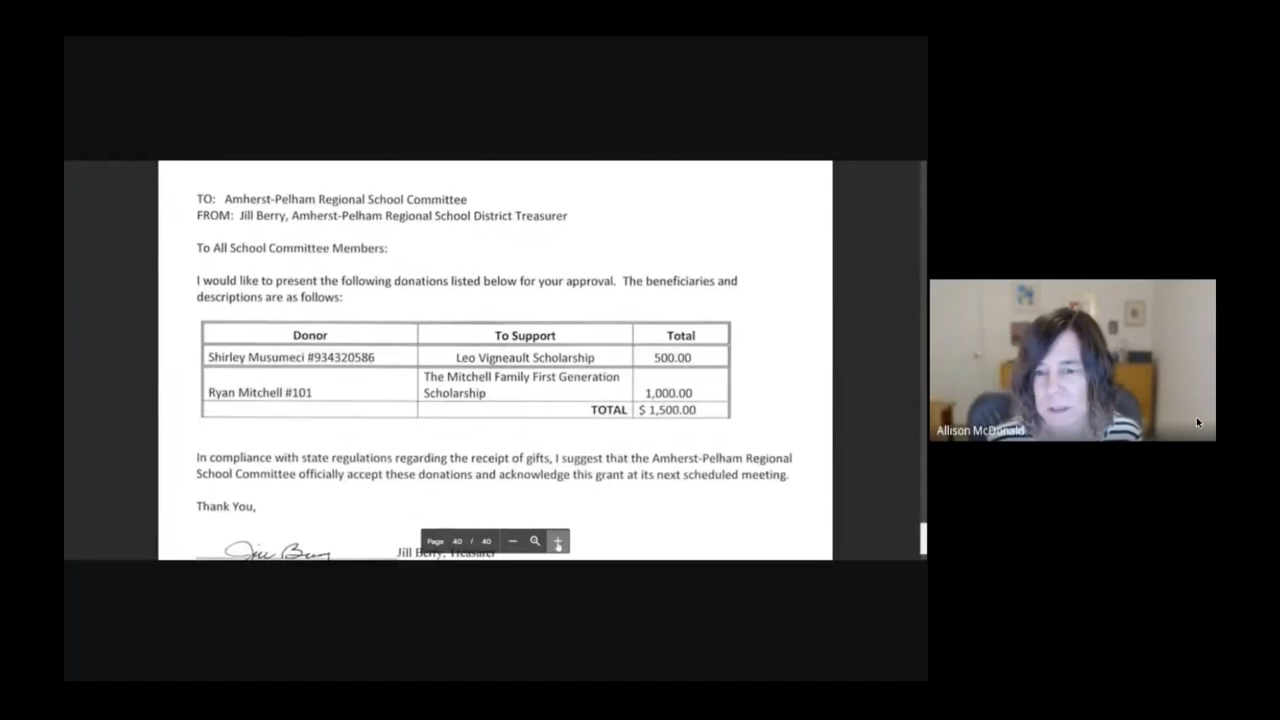 TO: Amherst-Pelham Regional School Committee
FROM: Jill Berry, Amherst-Pelham Regional School District Treasurer
To All School Committee Members:
I would like to present the following donations listed below for your approval. The beneficiaries and
descriptions are as follows:
Donor To Support Total
Shirley Musumeci #934320586 Leo Vigneault Scholarship 500.00
The Mitchell Family First Generation
Ryan Mitchell #101 Scholarship 1,000.00
TOTAL $ 1,500.00
In compliance with state regulations regarding the receipt of gifts, I suggest that the Amherst-Pelham Regional
School Committee officially accept these donations and acknowledge this grant at its next scheduled meeting.
Thank You,
Jill Berry Jill Berry, Treasurer
Page 40 / 40
Allison McDonald